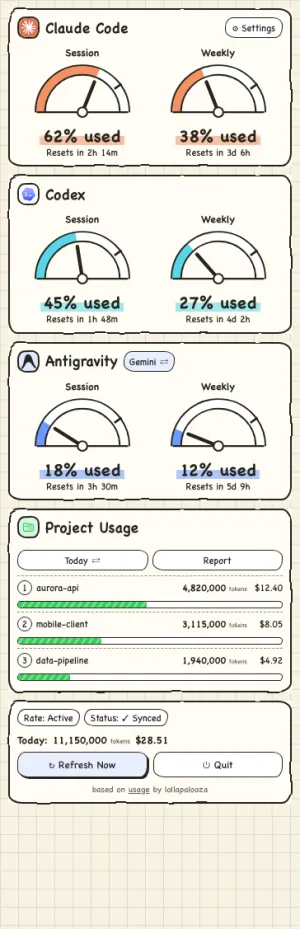 Claude Code
⚙ Settings
Session Weekly
62% used 38% used
Resets in 2h 14m Resets in 3d 6h
Codex
Session Weekly
45% used 27% used
Resets in 1h 48m Resets in 4d 2h
Antigravity Gemini ⇄
Session Weekly
18% used 12% used
Resets in 3h 30m Resets in 5d 9h
Project Usage
Today ⇄ Report
1 aurora-api 4,820,000 tokens $12.40
2 mobile-client 3,115,000 tokens $8.05
3 data-pipeline 1,940,000 tokens $4.92
Rate: Active Status: ✓ Synced
Today: 11,150,000 tokens $28.51
↻ Refresh Now ⏻ Quit
based on usage by lollapalooza